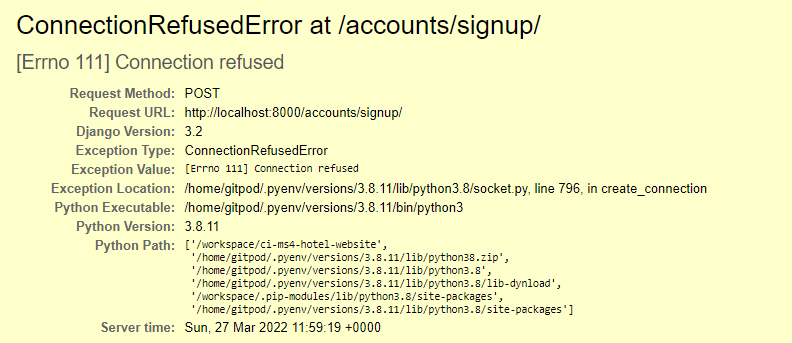 ConnectionRefusedError at /accounts/signup/
[Errno 111] Connection refused
Request Method: POST
Request URL: http://localhost:8000/accounts/signup/
Django Version: 3.2
Exception Type: ConnectionRefusedError
Exception Value: [Errno 111] Connection refused
Exception Location: /home/gitpod/.pyenv/versions/3.8.11/lib/python3.8/socket.py, line 796, in create_connection
Python Executable: /home/gitpod/.pyenv/versions/3.8.11/bin/python3
Python Version: 3.8.11
Python Path: ['/workspace/ci-ms4-hotel-website',
'/home/gitpod/.pyenv/versions/3.8.11/lib/python38.zip',
'/home/gitpod/.pyenv/versions/3.8.11/lib/python3.8',
'/home/gitpod/.pyenv/versions/3.8.11/lib/python3.8/lib-dynload',
'/workspace/.pip-modules/lib/python3.8/site-packages',
'/home/gitpod/.pyenv/versions/3.8.11/lib/python3.8/site-packages']
Server time: Sun, 27 Mar 2022 11:59:19 +0000